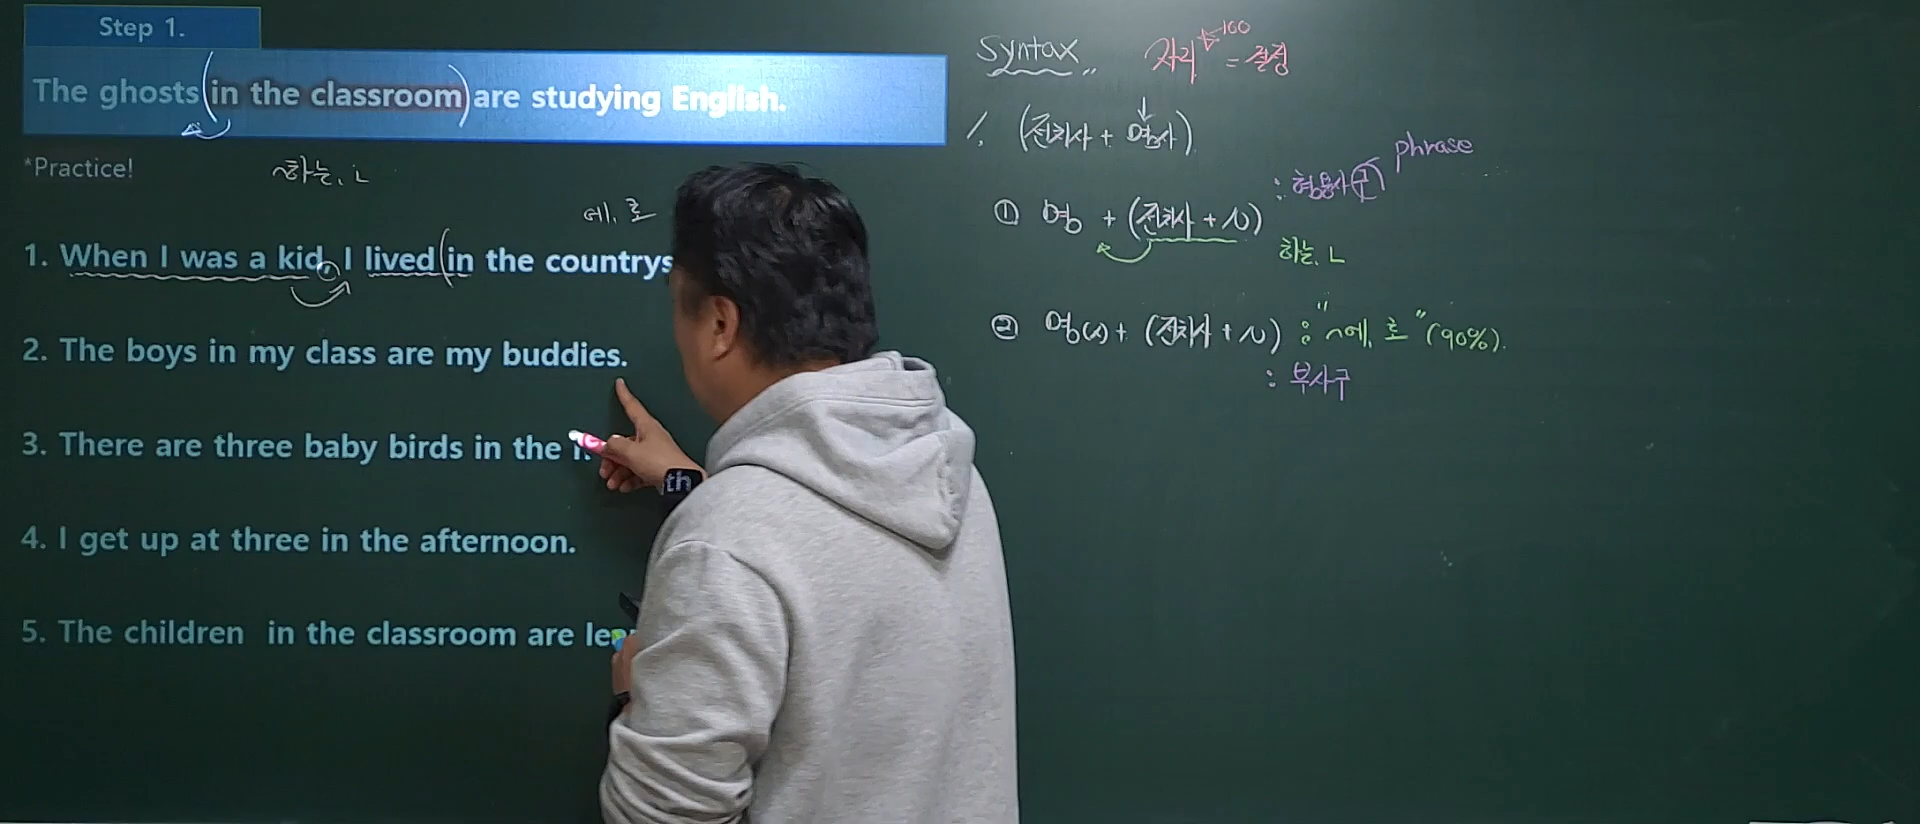 Step 1.
The ghosts (in the classroom) are studying English.
*Practice!
~하는, ㄴ
에, 로
1. When I was a kid, I lived (in the countrys
2. The boys in my class are my buddies.
3. There are three baby birds in the
4. I get up at three in the afternoon.
5. The children in the classroom are lea
Syntax
자리 100 = 결정
1. (전치사 + 명사)
: 형용사구 phrase
① 명 + (전치사 + N)
하는, ㄴ
② 명(x) + (전치사 + N) : "~에, 로" (90%).
: 부사구
th